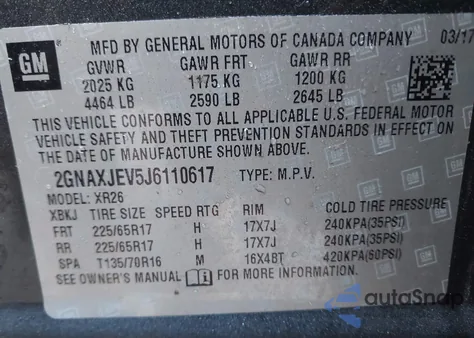 GM
MFD BY GENERAL MOTORS OF CANADA COMPANY 03/17
GVWR GAWR FRT GAWR RR
2025 KG 1175 KG 1200 KG
4464 LB 2590 LB 2645 LB
THIS VEHICLE CONFORMS TO ALL APPLICABLE U.S. FEDERAL MOTOR
VEHICLE SAFETY AND THEFT PREVENTION STANDARDS IN EFFECT ON
THE DATE OF MANUFACTURE SHOWN ABOVE.
2GNAXJEV5J6110617 TYPE: M.P.V.
MODEL: XR26
XBKJ TIRE SIZE SPEED RTG RIM COLD TIRE PRESSURE
FRT 225/65R17 H 17X7J 240KPA(35PSI)
RR 225/65R17 H 17X7J 240KPA(35PSI)
SPA T135/70R16 M 16X4BT 420KPA(60PSI)
SEE OWNER'S MANUAL FOR MORE INFORMATION.
autoSnap